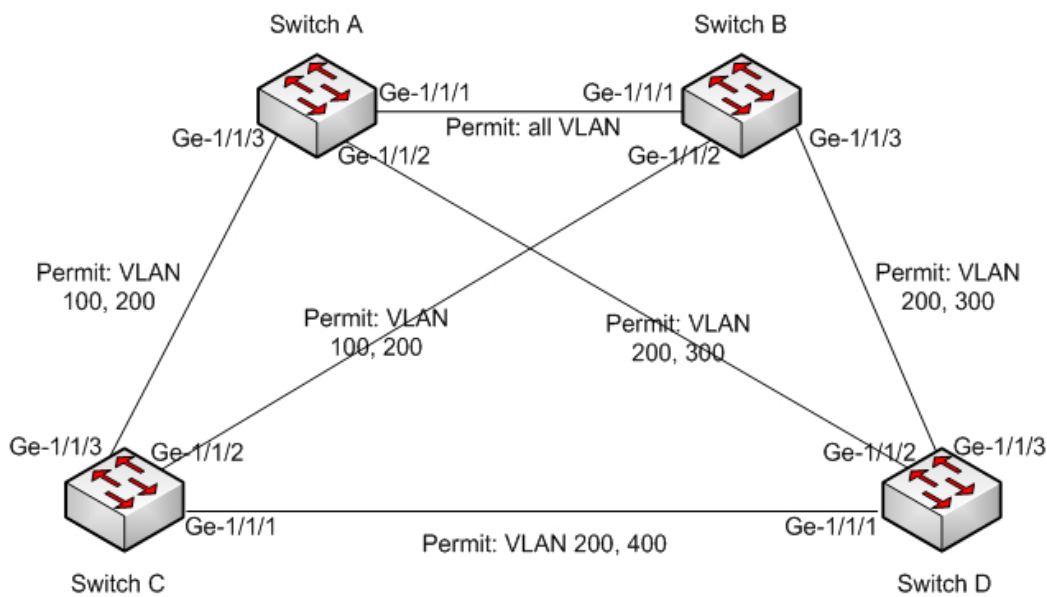 Switch A
Switch B
Ge-1/1/1
Ge-1/1/1
Permit: all VLAN
Ge-1/1/3
Ge-1/1/2
Ge-1/1/2
Ge-1/1/3
Permit: VLAN
100, 200
Permit: VLAN
100, 200
Permit: VLAN
200, 300
Permit: VLAN
200, 300
Ge-1/1/3
Ge-1/1/2
Ge-1/1/2
Ge-1/1/3
Ge-1/1/1
Ge-1/1/1
Permit: VLAN 200, 400
Switch C
Switch D